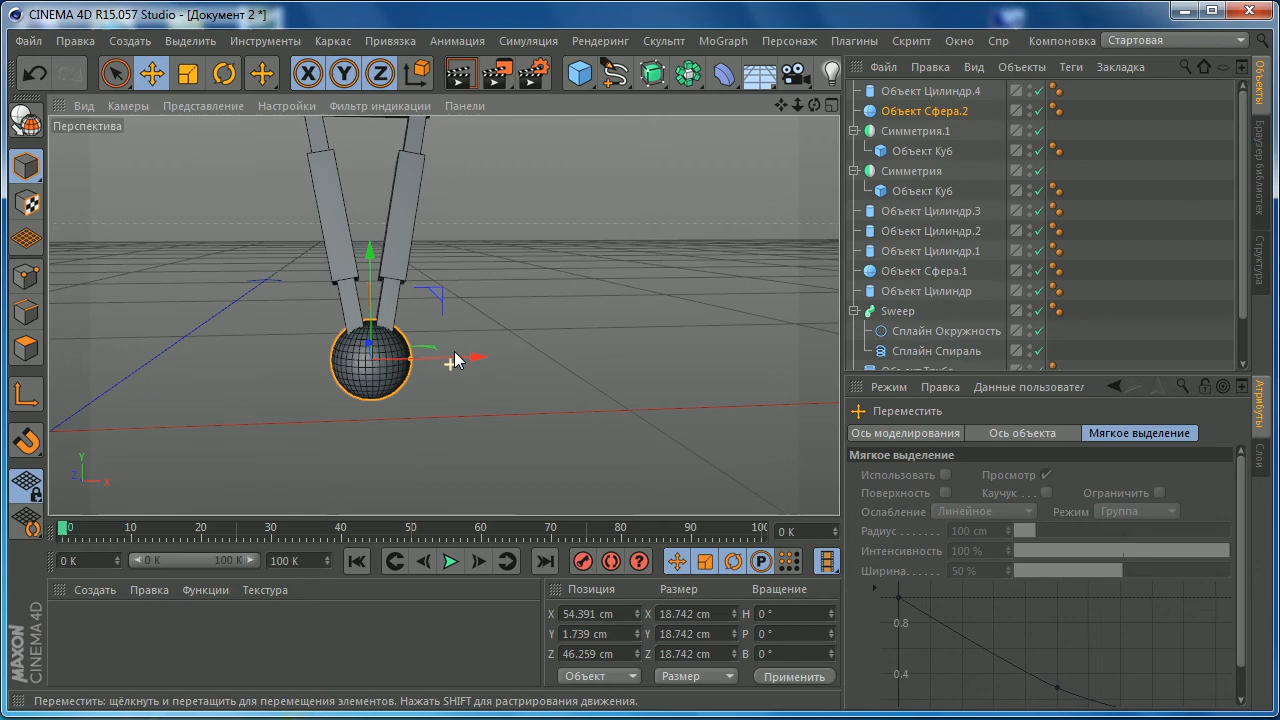 CINEMA 4D R15.057 Studio - [Документ 2 *]
Файл Правка Создать Выделить Инструменты Каркас Привязка Анимация Симуляция Рендеринг Скульпт MoGraph Персонаж Плагины Скрипт Окно Спр Компоновка Стартовая
X Y Z
Файл Правка Вид Объекты Теги Закладка
Вид Камеры Представление Настройки Фильтр индикации Панели
Перспектива
Объект Цилиндр.4
Объект Сфера.2
Симметрия.1
Объект Куб
Симметрия
Объект Куб
Объект Цилиндр.3
Объект Цилиндр.2
Объект Цилиндр.1
Объект Сфера.1
Объект Цилиндр
Sweep
Сплайн Окружность
Сплайн Спираль
Объекты
Браузер библиотек
Структура
Режим Правка Данные пользовател
Переместить
Ось моделирования Ось объекта Мягкое выделение
Мягкое выделение
Использовать Просмотр
Поверхность Каучук . . . Ограничить
Ослабление Линейное Режим Группа
Радиус . . . . . . . 100 cm
Интенсивность 100 %
Ширина. . . . . . 50 %
0.8
0.4
Атрибуты
Слои
Y
Z X
0 10 20 30 40 50 60 70 80 90 100 0 K
0 K 0 K 100 K 100 K
P
Создать Правка Функции Текстура
Позиция Размер Вращение
X 54.391 cm X 18.742 cm H 0 °
Y 1.739 cm Y 18.742 cm P 0 °
Z 46.259 cm Z 18.742 cm B 0 °
Объект Размер Применить
MAXON
CINEMA 4D
Переместить: щёлкнуть и перетащить для перемещения элементов. Нажать SHIFT для растрирования движения.